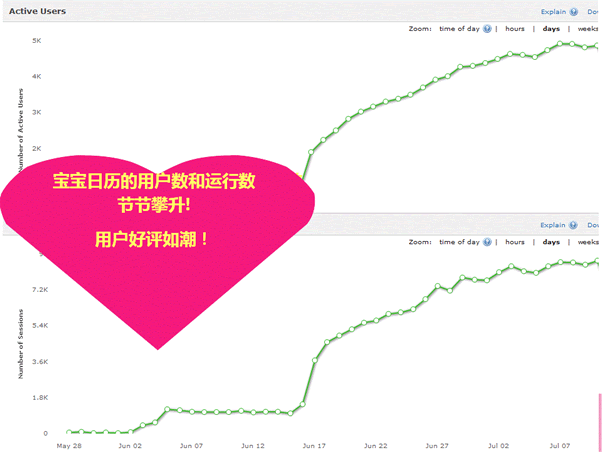 Active Users
Explain
Zoom: time of day | hours | days | weeks
5K
4K
3K
2K
Number of Active Users
宝宝日历的用户数和运行数
节节攀升!
用户好评如潮！
Explain
Zoom: time of day | hours | days | weeks
7.2K
5.4K
3.6K
1.8K
0
Number of Sessions
May 28 Jun 02 Jun 07 Jun 12 Jun 17 Jun 22 Jun 27 Jul 02 Jul 07